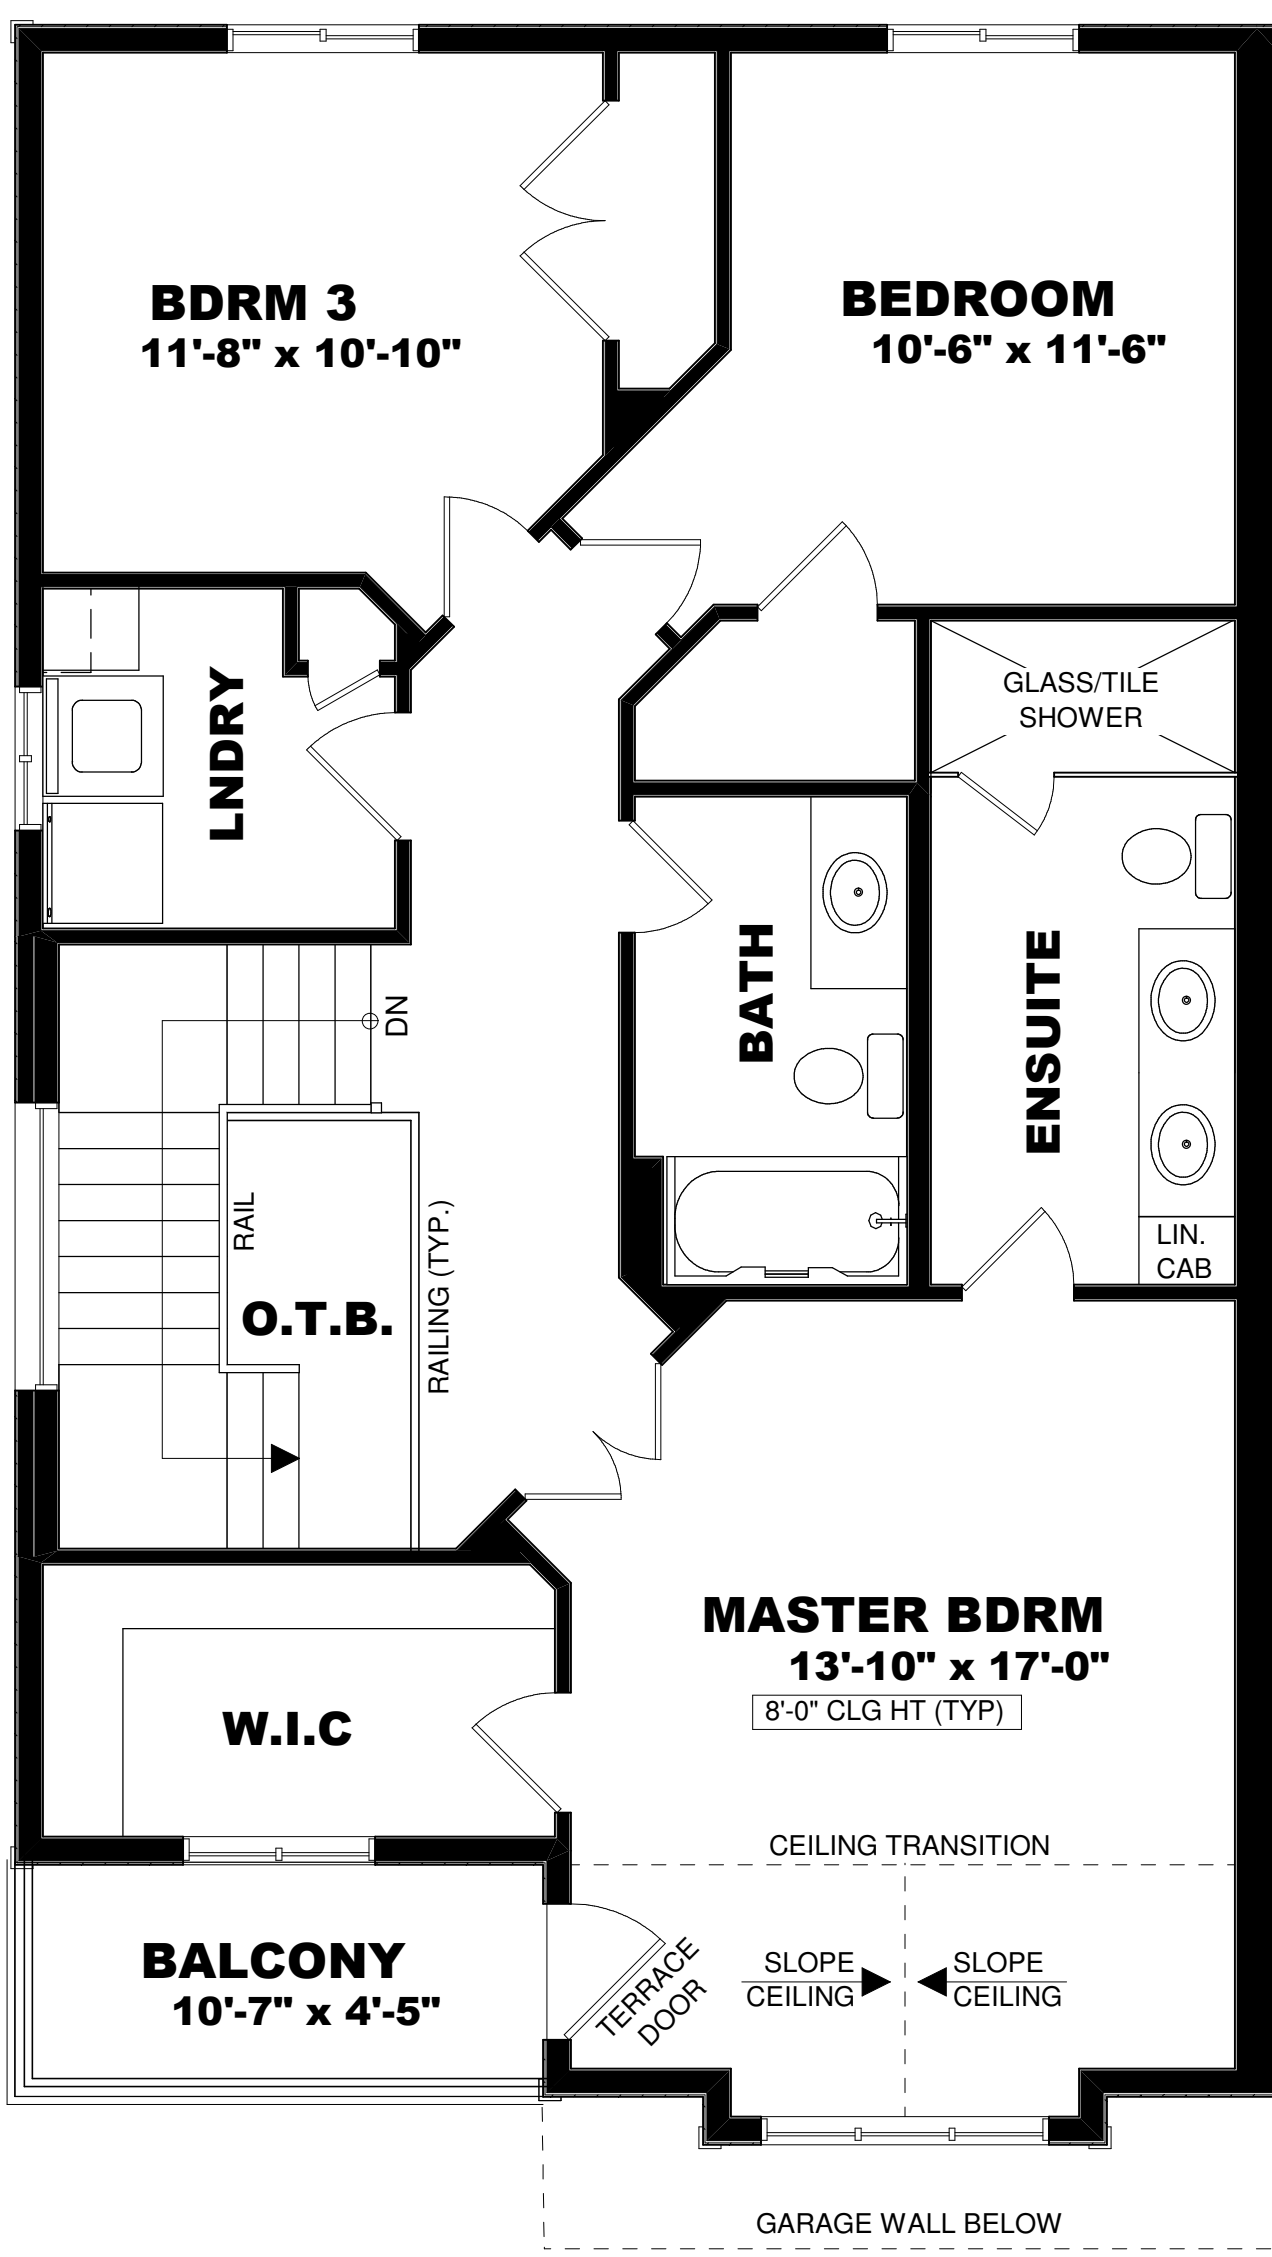 BDRM 3
11'-8" x 10'-10"
BEDROOM
10'-6" x 11'-6"
GLASS/TILE
SHOWER
LNDRY
BATH
ENSUITE
DN
RAIL
RAILING (TYP.)
O.T.B.
LIN.
CAB
MASTER BDRM
13'-10" x 17'-0"
8'-0" CLG HT (TYP)
W.I.C
CEILING TRANSITION
BALCONY
10'-7" x 4'-5"
TERRACE
DOOR
SLOPE
CEILING
SLOPE
CEILING
GARAGE WALL BELOW